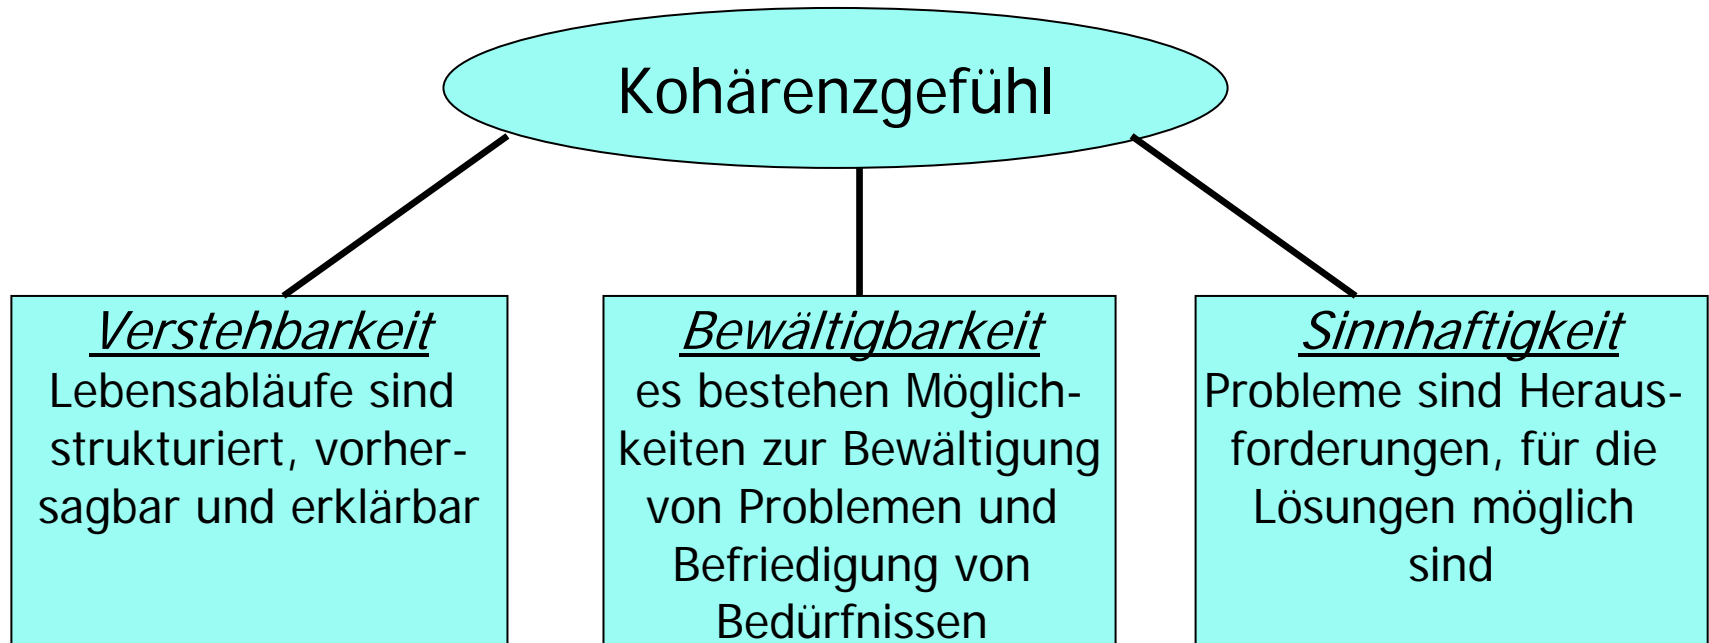 Kohärenzgefühl
Verstehbarkeit
Lebensabläufe sind
strukturiert, vorher-
sagbar und erklärbar
Bewältigbarkeit
es bestehen Möglich-
keiten zur Bewältigung
von Problemen und
Befriedigung von
Bedürfnissen
Sinnhaftigkeit
Probleme sind Heraus-
forderungen, für die
Lösungen möglich
sind